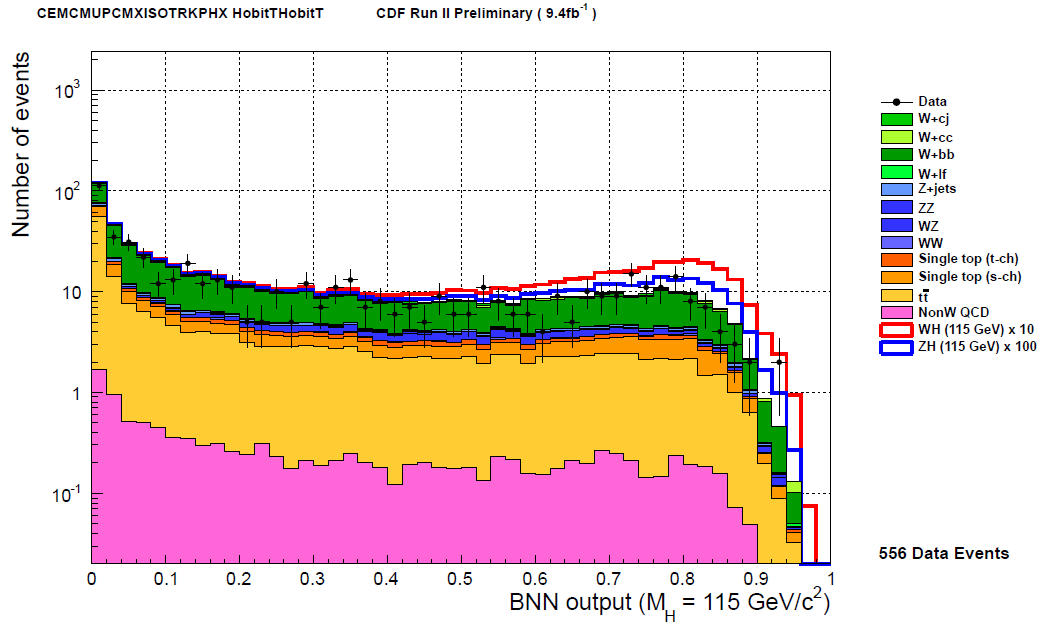 CEMCMUPCMXISOTRKPHX HobitTHobitT CDF Run II Preliminary ( 9.4fb⁻¹ )
Number of events
10³
10²
10
1
10⁻¹
0 0.1 0.2 0.3 0.4 0.5 0.6 0.7 0.8 0.9 1
BNN output (M_H = 115 GeV/c²)
Data
W+cj
W+cc
W+bb
W+lf
Z+jets
ZZ
WZ
WW
Single top (t-ch)
Single top (s-ch)
tt̄
NonW QCD
WH (115 GeV) x 10
ZH (115 GeV) x 100
556 Data Events